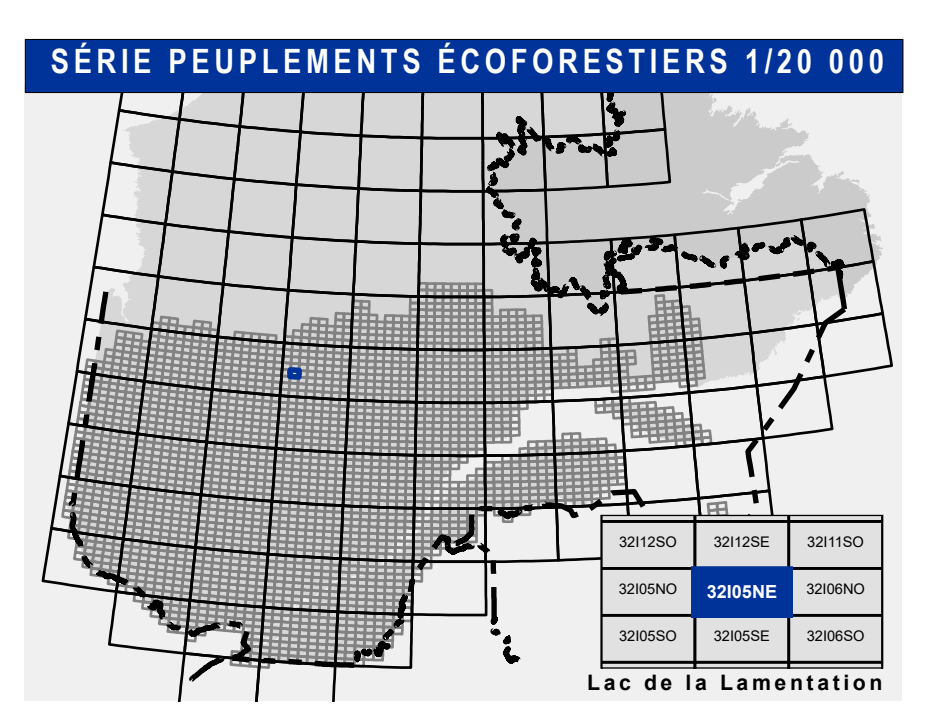 SÉRIE PEUPLEMENTS ÉCOFORESTIERS 1/20 000
32I12SO 32I12SE 32I11SO
32I05NO 32I05NE 32I06NO
32I05SO 32I05SE 32I06SO
Lac de la Lamentation